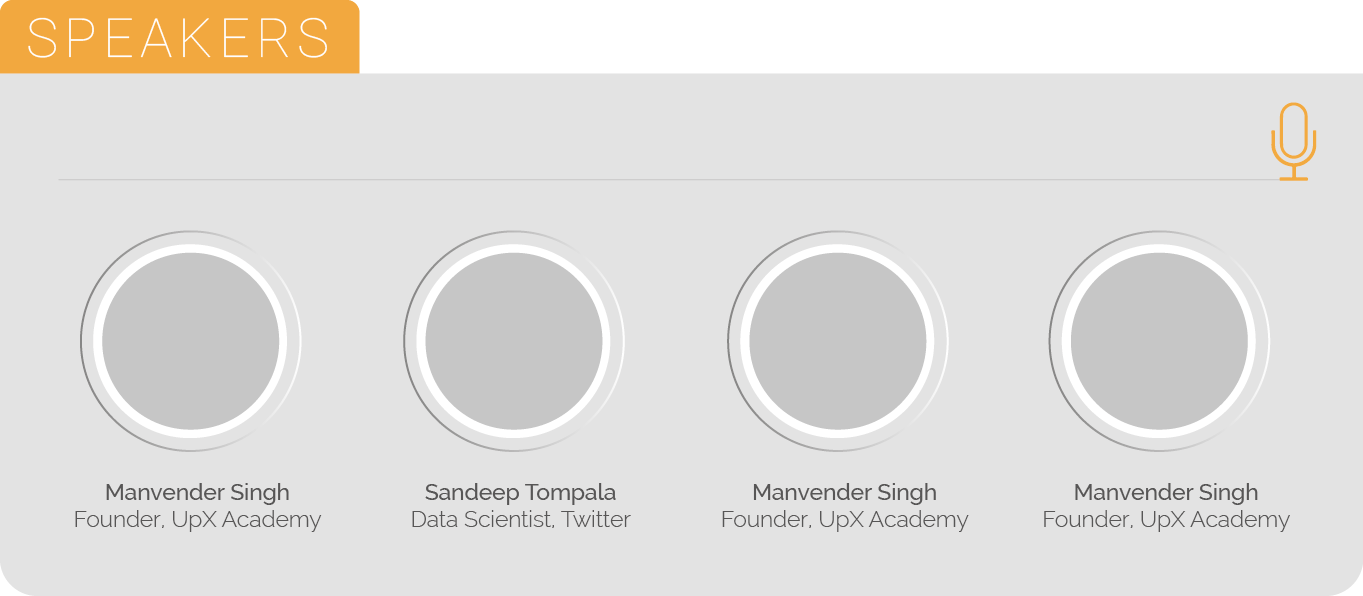 SPEAKERS
Manvender Singh
Founder, UpX Academy
Sandeep Tompala
Data Scientist, Twitter
Manvender Singh
Founder, UpX Academy
Manvender Singh
Founder, UpX Academy